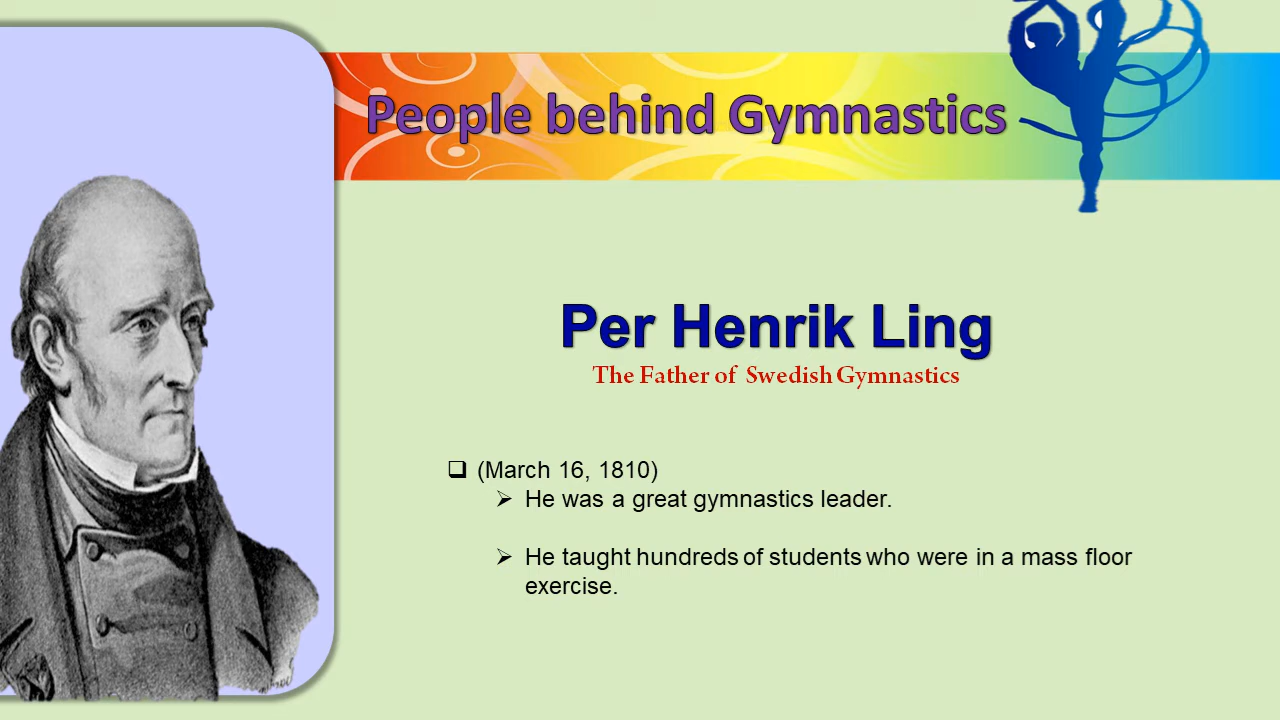 People behind Gymnastics
Per Henrik Ling
The Father of Swedish Gymnastics
(March 16, 1810)
He was a great gymnastics leader.
He taught hundreds of students who were in a mass floor
exercise.